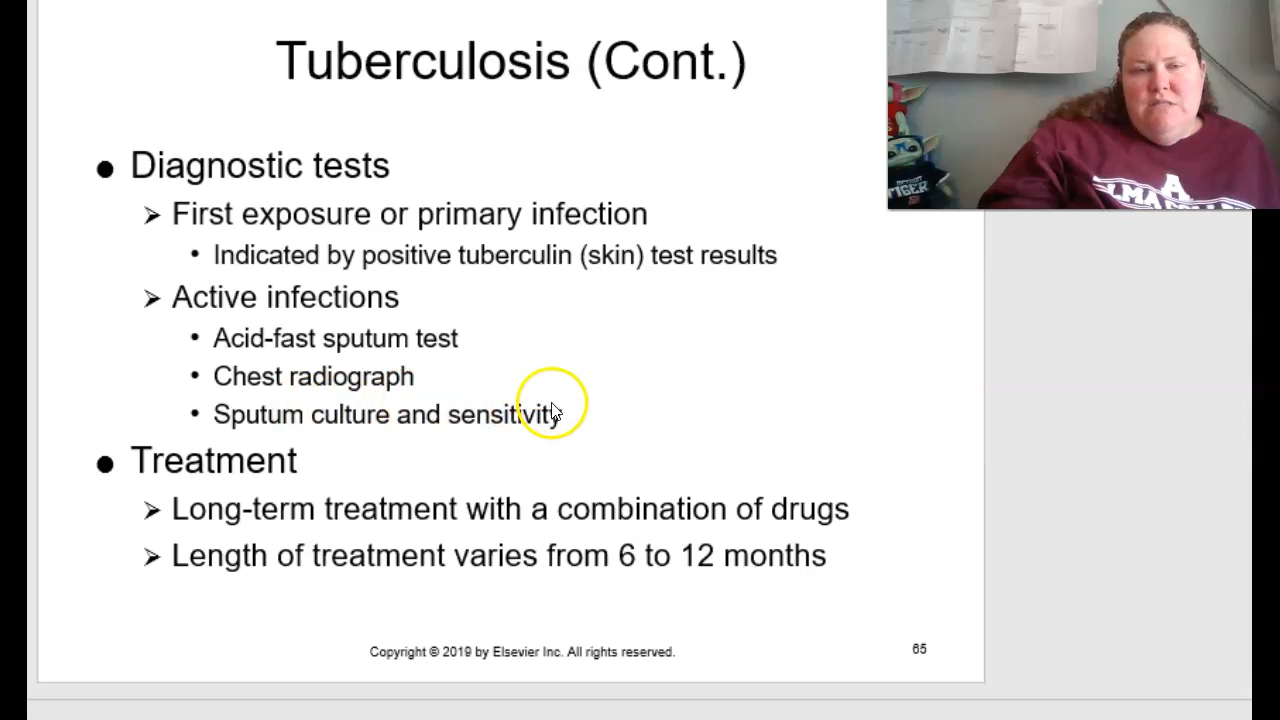 Tuberculosis (Cont.)
● Diagnostic tests
➢ First exposure or primary infection
• Indicated by positive tuberculin (skin) test results
➢ Active infections
• Acid-fast sputum test
• Chest radiograph
• Sputum culture and sensitivity
● Treatment
➢ Long-term treatment with a combination of drugs
➢ Length of treatment varies from 6 to 12 months
Copyright © 2019 by Elsevier Inc. All rights reserved.
65
DETROIT
TIGER
A